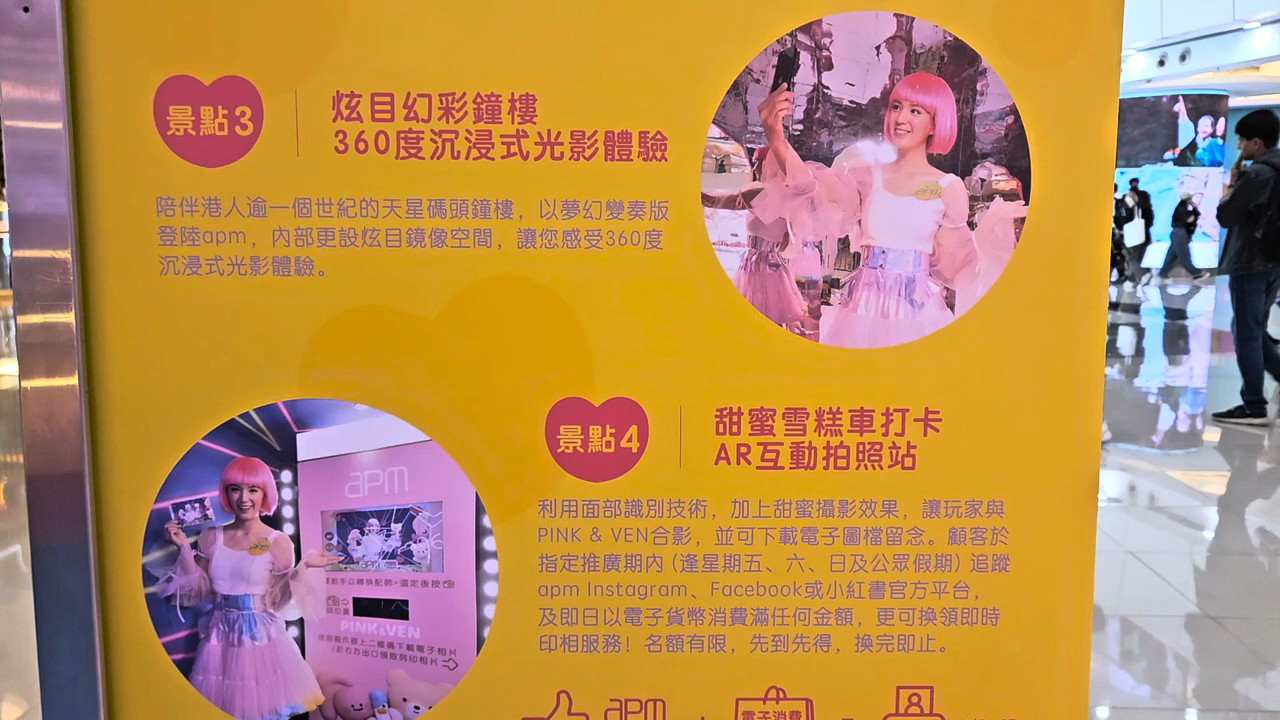 景點3
炫目幻彩鐘樓
360度沉浸式光影體驗
陪伴港人逾一個世紀的天星碼頭鐘樓，以夢幻變奏版
登陸apm，內部更設炫目鏡像空間，讓您感受360度
沉浸式光影體驗。
景點4
甜蜜雪糕車打卡
AR互動拍照站
利用面部識別技術，加上甜蜜攝影效果，讓玩家與
PINK & VEN合影，並可下載電子圖檔留念。顧客於
指定推廣期內 (逢星期五、六、日及公眾假期) 追蹤
apm Instagram、Facebook或小紅書官方平台，
及即日以電子貨幣消費滿任何金額，更可換領即時
印相服務！名額有限，先到先得，換完即止。
apm
PINK&VEN
apm
電子消費